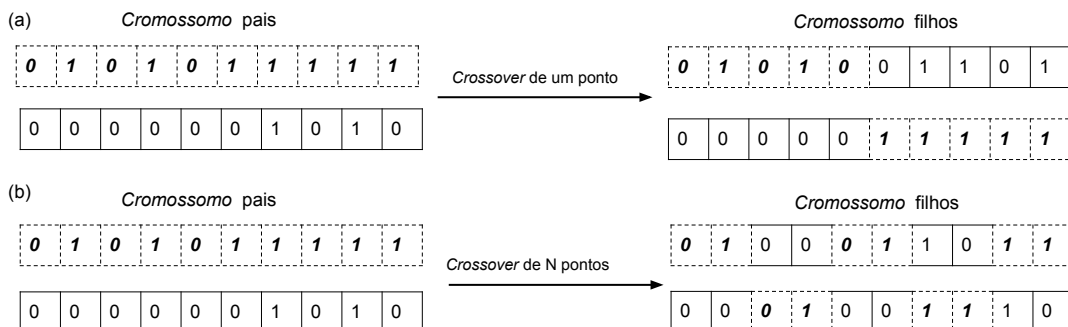 (a)
Cromossomo pais
Cromossomo filhos
0 1 0 1 0 1 1 1 1 1
Crossover de um ponto
0 1 0 1 0 0 1 1 0 1
0 0 0 0 0 0 1 0 1 0
0 0 0 0 0 1 1 1 1 1
(b)
Cromossomo pais
Cromossomo filhos
0 1 0 1 0 1 1 1 1 1
Crossover de N pontos
0 1 0 0 0 1 1 0 1 1
0 0 0 0 0 0 1 0 1 0
0 0 0 1 0 0 1 1 1 0